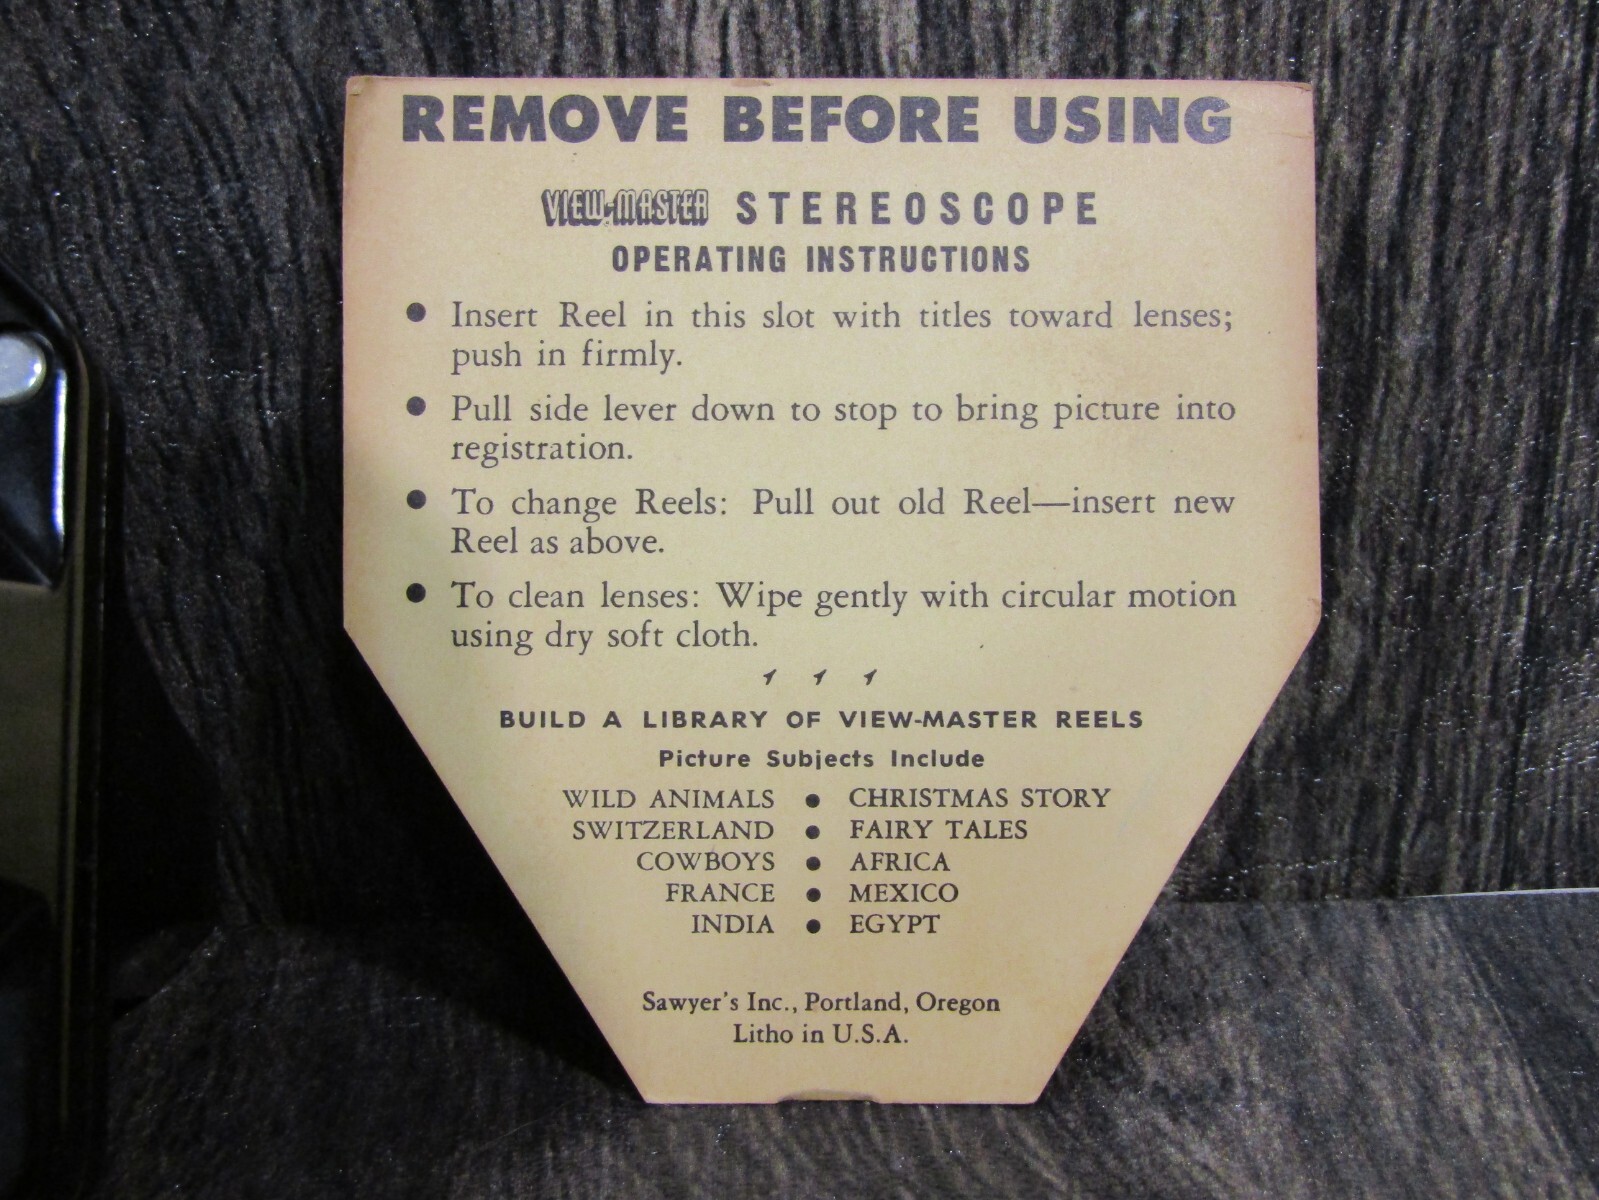 REMOVE BEFORE USING
VIEW-MASTER STEREOSCOPE
OPERATING INSTRUCTIONS
● Insert Reel in this slot with titles toward lenses;
push in firmly.
● Pull side lever down to stop to bring picture into
registration.
● To change Reels: Pull out old Reel—insert new
Reel as above.
● To clean lenses: Wipe gently with circular motion
using dry soft cloth.
BUILD A LIBRARY OF VIEW-MASTER REELS
Picture Subjects Include
WILD ANIMALS ● CHRISTMAS STORY
SWITZERLAND ● FAIRY TALES
COWBOYS ● AFRICA
FRANCE ● MEXICO
INDIA ● EGYPT
Sawyer's Inc., Portland, Oregon
Litho in U.S.A.